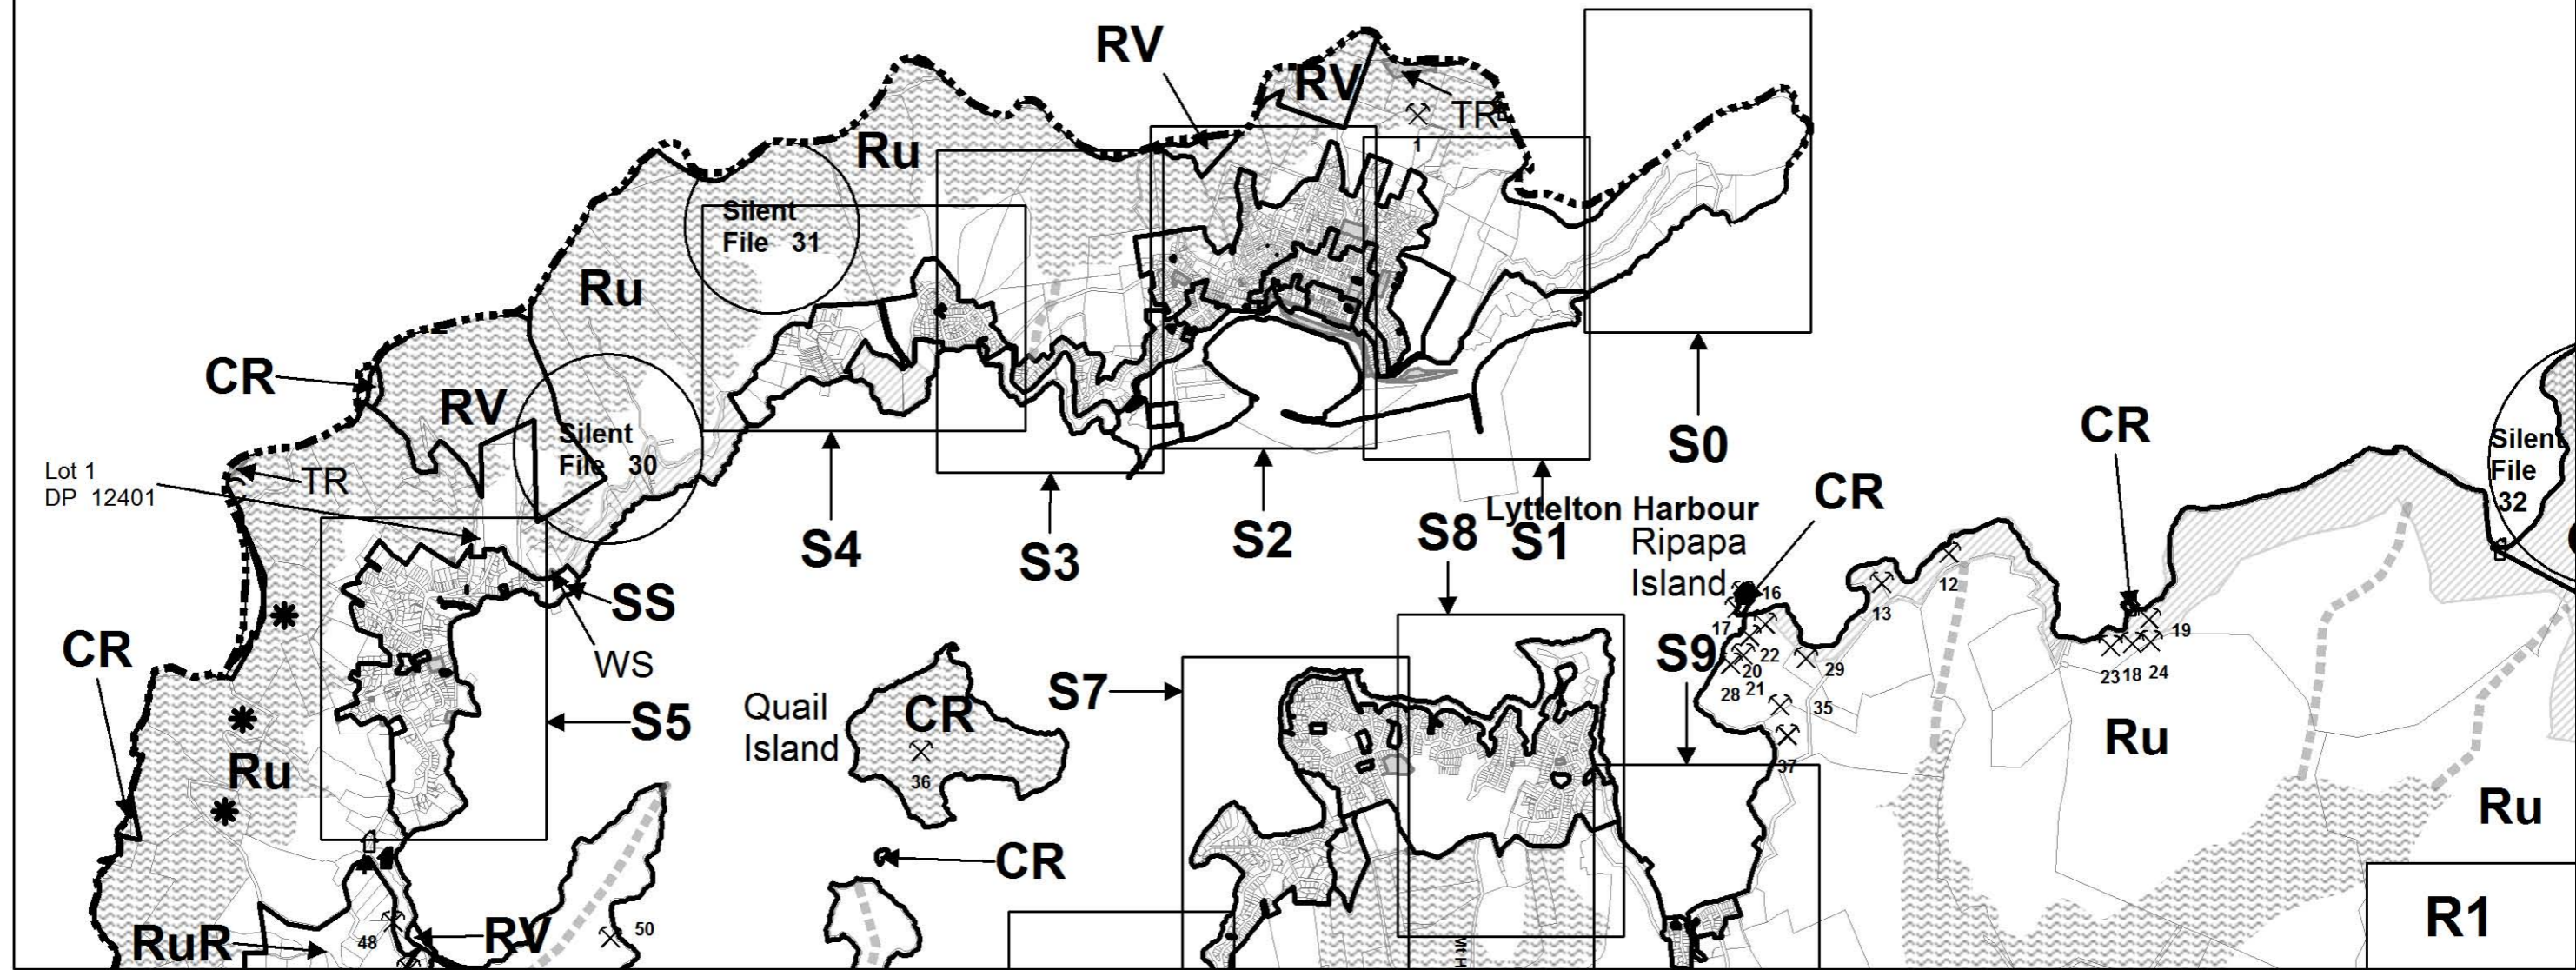 RV
RV
TR
1
Ru
Silent
File 31
Ru
CR
RV
Silent
File 30
Lot 1
DP 12401
TR
S4
S3
S2
S0
S8
Lyttelton Harbour
S1
Ripapa
Island
CR
CR
Silent
File
32
SS
WS
CR
S5
Quail
Island
CR
36
S7
S9
16
17
22
20
21
28
29
35
37
13
12
19
23
18
24
Ru
Ru
Ru
CR
RuR
48
RV
50
Mt H
R1